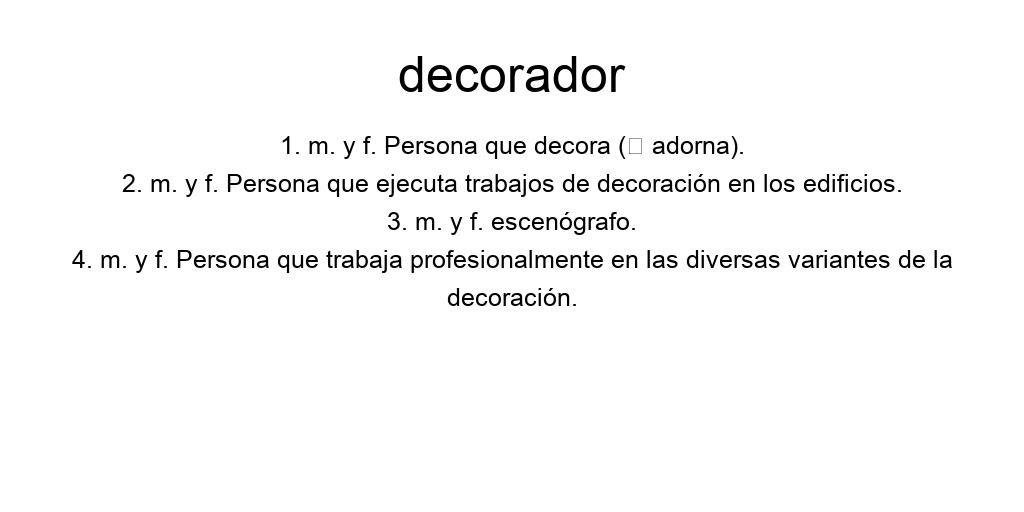 decorador
1. m. y f. Persona que decora (□ adorna).
2. m. y f. Persona que ejecuta trabajos de decoración en los edificios.
3. m. y f. escenógrafo.
4. m. y f. Persona que trabaja profesionalmente en las diversas variantes de la
decoración.